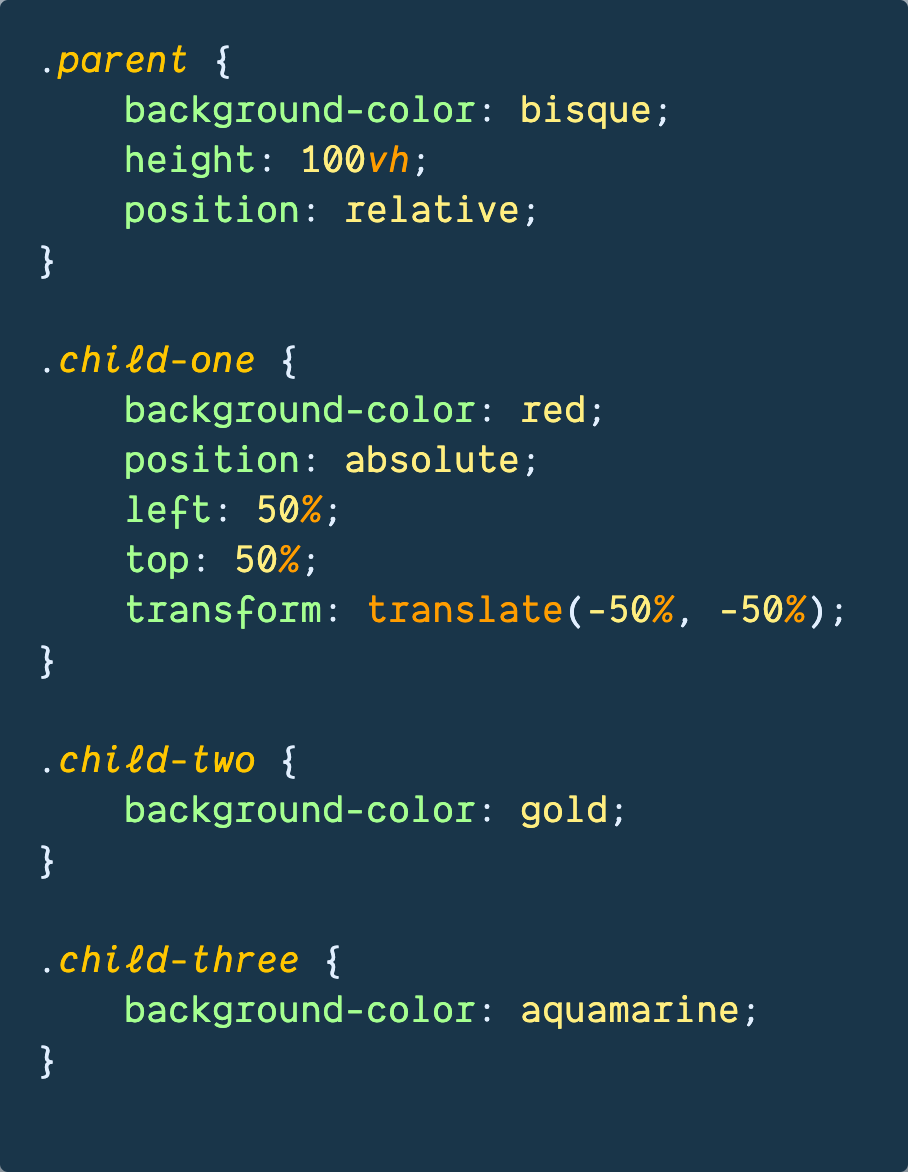 .parent {
    background-color: bisque;
    height: 100vh;
    position: relative;
}

.child-one {
    background-color: red;
    position: absolute;
    left: 50%;
    top: 50%;
    transform: translate(-50%, -50%);
}

.child-two {
    background-color: gold;
}

.child-three {
    background-color: aquamarine;
}